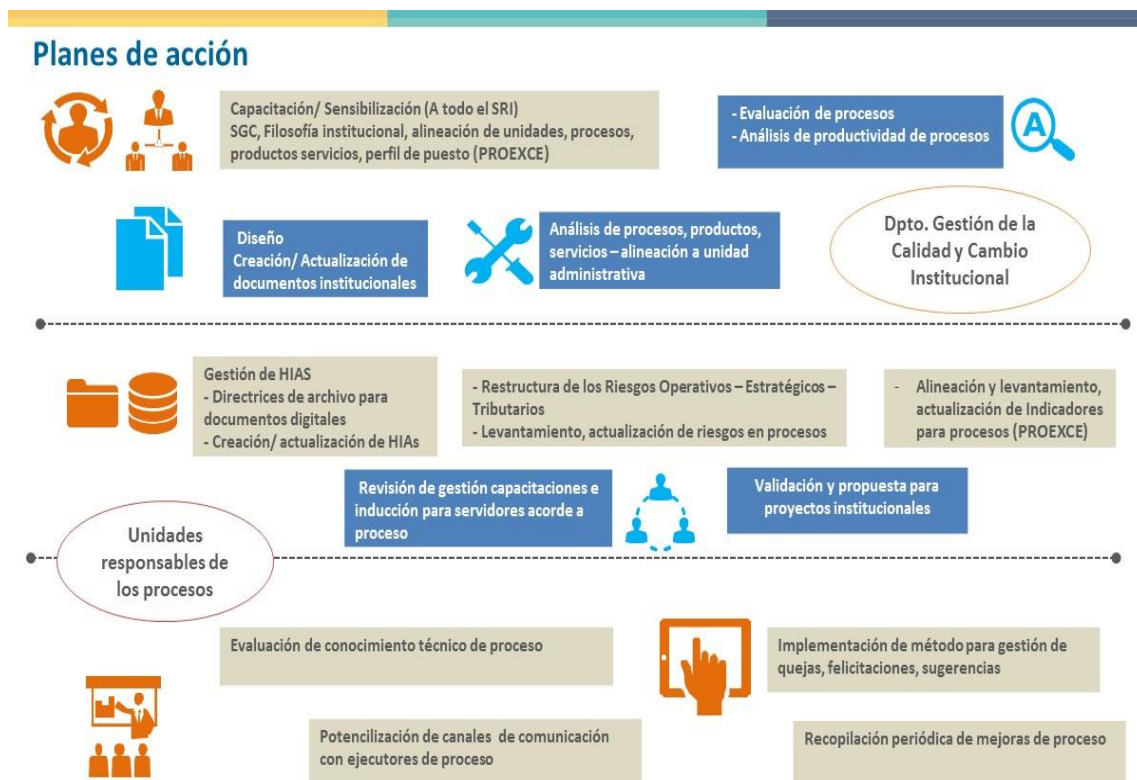 Planes de acción
Capacitación/ Sensibilización (A todo el SRI)
SGC, Filosofía institucional, alineación de unidades, procesos,
productos servicios, perfil de puesto (PROEXCE)
- Evaluación de procesos
- Análisis de productividad de procesos
A
Diseño
Creación/ Actualización de
documentos institucionales
Análisis de procesos, productos,
servicios – alineación a unidad
administrativa
Dpto. Gestión de la
Calidad y Cambio
Institucional
Gestión de HIAS
- Directrices de archivo para
documentos digitales
- Creación/ actualización de HIAs
- Restructura de los Riesgos Operativos – Estratégicos –
Tributarios
- Levantamiento, actualización de riesgos en procesos
- Alineación y levantamiento,
actualización de Indicadores
para procesos (PROEXCE)
Revisión de gestión capacitaciones e
inducción para servidores acorde a
proceso
Validación y propuesta para
proyectos institucionales
Unidades
responsables de
los procesos
Evaluación de conocimiento técnico de proceso
Implementación de método para gestión de
quejas, felicitaciones, sugerencias
Potencilización de canales de comunicación
con ejecutores de proceso
Recopilación periódica de mejoras de proceso